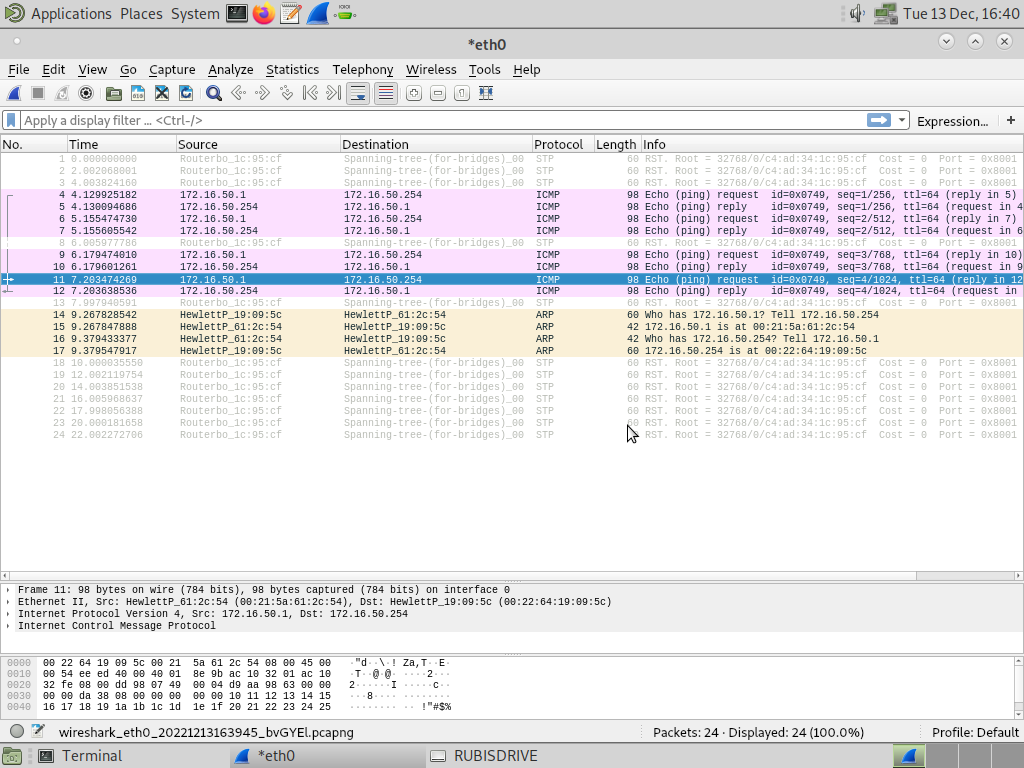 Applications Places System Tue 13 Dec, 16:40
*eth0
File Edit View Go Capture Analyze Statistics Telephony Wireless Tools Help
Apply a display filter ... <Ctrl-/> Expression... +
No. Time Source Destination Protocol Length Info
1 0.000000000 Routerbo_1c:95:cf Spanning-tree-(for-bridges)_00 STP 60 RST. Root = 32768/0/c4:ad:34:1c:95:cf Cost = 0 Port = 0x8001
2 2.002068001 Routerbo_1c:95:cf Spanning-tree-(for-bridges)_00 STP 60 RST. Root = 32768/0/c4:ad:34:1c:95:cf Cost = 0 Port = 0x8001
3 4.003824160 Routerbo_1c:95:cf Spanning-tree-(for-bridges)_00 STP 60 RST. Root = 32768/0/c4:ad:34:1c:95:cf Cost = 0 Port = 0x8001
4 4.129925182 172.16.50.1 172.16.50.254 ICMP 98 Echo (ping) request id=0x0749, seq=1/256, ttl=64 (reply in 5)
5 4.130094686 172.16.50.254 172.16.50.1 ICMP 98 Echo (ping) reply id=0x0749, seq=1/256, ttl=64 (request in 4
6 5.155474730 172.16.50.1 172.16.50.254 ICMP 98 Echo (ping) request id=0x0749, seq=2/512, ttl=64 (reply in 7)
7 5.155605542 172.16.50.254 172.16.50.1 ICMP 98 Echo (ping) reply id=0x0749, seq=2/512, ttl=64 (request in 6
8 6.005977786 Routerbo_1c:95:cf Spanning-tree-(for-bridges)_00 STP 60 RST. Root = 32768/0/c4:ad:34:1c:95:cf Cost = 0 Port = 0x8001
9 6.179474010 172.16.50.1 172.16.50.254 ICMP 98 Echo (ping) request id=0x0749, seq=3/768, ttl=64 (reply in 10)
10 6.179601261 172.16.50.254 172.16.50.1 ICMP 98 Echo (ping) reply id=0x0749, seq=3/768, ttl=64 (request in 9
11 7.203474269 172.16.50.1 172.16.50.254 ICMP 98 Echo (ping) request id=0x0749, seq=4/1024, ttl=64 (reply in 12
12 7.203638536 172.16.50.254 172.16.50.1 ICMP 98 Echo (ping) reply id=0x0749, seq=4/1024, ttl=64 (request in
13 7.997940591 Routerbo_1c:95:cf Spanning-tree-(for-bridges)_00 STP 60 RST. Root = 32768/0/c4:ad:34:1c:95:cf Cost = 0 Port = 0x8001
14 9.267828542 HewlettP_19:09:5c HewlettP_61:2c:54 ARP 60 Who has 172.16.50.1? Tell 172.16.50.254
15 9.267847888 HewlettP_61:2c:54 HewlettP_19:09:5c ARP 42 172.16.50.1 is at 00:21:5a:61:2c:54
16 9.379433377 HewlettP_61:2c:54 HewlettP_19:09:5c ARP 42 Who has 172.16.50.254? Tell 172.16.50.1
17 9.379547917 HewlettP_19:09:5c HewlettP_61:2c:54 ARP 60 172.16.50.254 is at 00:22:64:19:09:5c
18 10.000035550 Routerbo_1c:95:cf Spanning-tree-(for-bridges)_00 STP 60 RST. Root = 32768/0/c4:ad:34:1c:95:cf Cost = 0 Port = 0x8001
19 12.002119754 Routerbo_1c:95:cf Spanning-tree-(for-bridges)_00 STP 60 RST. Root = 32768/0/c4:ad:34:1c:95:cf Cost = 0 Port = 0x8001
20 14.003851538 Routerbo_1c:95:cf Spanning-tree-(for-bridges)_00 STP 60 RST. Root = 32768/0/c4:ad:34:1c:95:cf Cost = 0 Port = 0x8001
21 16.005968637 Routerbo_1c:95:cf Spanning-tree-(for-bridges)_00 STP 60 RST. Root = 32768/0/c4:ad:34:1c:95:cf Cost = 0 Port = 0x8001
22 17.998056388 Routerbo_1c:95:cf Spanning-tree-(for-bridges)_00 STP 60 RST. Root = 32768/0/c4:ad:34:1c:95:cf Cost = 0 Port = 0x8001
23 20.000181658 Routerbo_1c:95:cf Spanning-tree-(for-bridges)_00 STP 60 RST. Root = 32768/0/c4:ad:34:1c:95:cf Cost = 0 Port = 0x8001
24 22.002272706 Routerbo_1c:95:cf Spanning-tree-(for-bridges)_00 STP 60 RST. Root = 32768/0/c4:ad:34:1c:95:cf Cost = 0 Port = 0x8001
Frame 11: 98 bytes on wire (784 bits), 98 bytes captured (784 bits) on interface 0
Ethernet II, Src: HewlettP_61:2c:54 (00:21:5a:61:2c:54), Dst: HewlettP_19:09:5c (00:22:64:19:09:5c)
Internet Protocol Version 4, Src: 172.16.50.1, Dst: 172.16.50.254
Internet Control Message Protocol
0000 00 22 64 19 09 5c 00 21 5a 61 2c 54 08 00 45 00 ·"d··\·! Za,T··E·
0010 00 54 ee ed 40 00 40 01 8e 9b ac 10 32 01 ac 10 ·T··@·@· ····2···
0020 32 fe 08 00 dd 98 07 49 00 04 d9 aa 98 63 00 00 2······I ·····c··
0030 00 00 da 38 08 00 00 00 00 00 10 11 12 13 14 15 ···8···· ········
0040 16 17 18 19 1a 1b 1c 1d 1e 1f 20 21 22 23 24 25 ········ ·· !"#$%
wireshark_eth0_20221213163945_bvGYEl.pcapng Packets: 24 · Displayed: 24 (100.0%) Profile: Default
Terminal *eth0 RUBISDRIVE